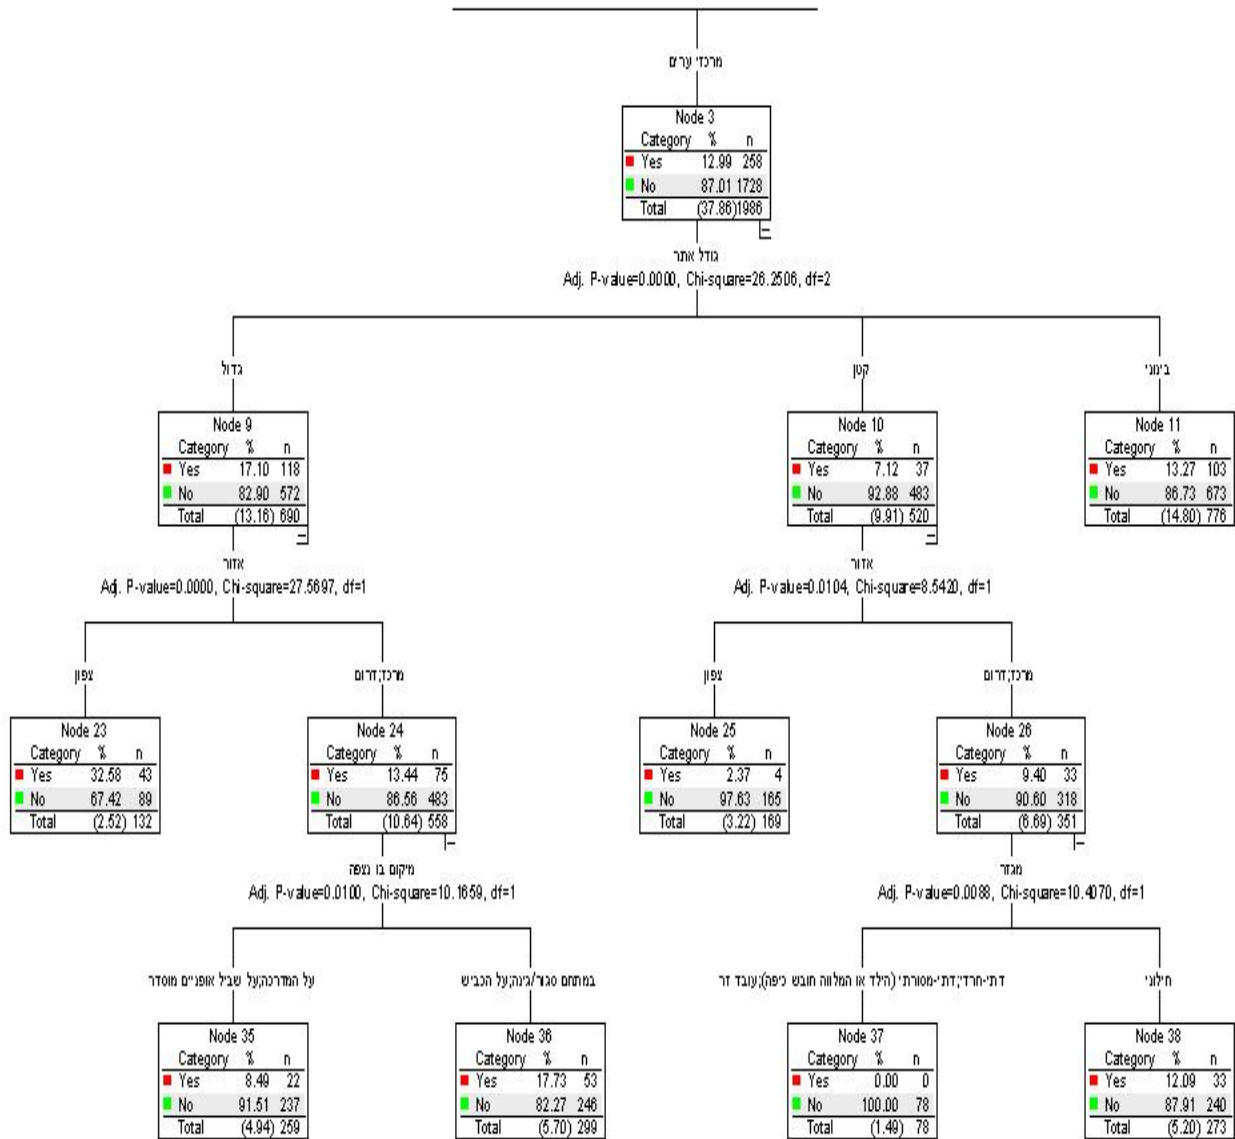 מרכזי ערים
Node 3
Category % n
Yes 12.99 258
No 87.01 1728
Total (37.86) 1986
גודל אתר
Adj. P-value=0.0000, Chi-square=26.2506, df=2
גדול
קטן
בינוני
Node 9
Category % n
Yes 17.10 118
No 82.90 572
Total (13.16) 690
Node 10
Category % n
Yes 7.12 37
No 92.88 483
Total (9.91) 520
Node 11
Category % n
Yes 13.27 103
No 86.73 673
Total (14.80) 776
אזור
Adj. P-value=0.0000, Chi-square=27.5697, df=1
אזור
Adj. P-value=0.0104, Chi-square=8.5420, df=1
צפון
מרכז;דרום
צפון
מרכז;דרום
Node 23
Category % n
Yes 32.58 43
No 67.42 89
Total (2.52) 132
Node 24
Category % n
Yes 13.44 75
No 86.56 483
Total (10.64) 558
Node 25
Category % n
Yes 2.37 4
No 97.63 165
Total (3.22) 169
Node 26
Category % n
Yes 9.40 33
No 90.60 318
Total (6.69) 351
מיקום בו נצפה
Adj. P-value=0.0100, Chi-square=10.1659, df=1
מגזר
Adj. P-value=0.0088, Chi-square=10.4070, df=1
על המדרכה;על שביל אופניים מוסדר
במתחם סגור/גינה;על הכביש
דתי-חרדי;דתי-מסורתי (הילד או המלווה חובש כיפה);עובד זר
חילוני
Node 35
Category % n
Yes 8.49 22
No 91.51 237
Total (4.94) 259
Node 36
Category % n
Yes 17.73 53
No 82.27 246
Total (5.70) 299
Node 37
Category % n
Yes 0.00 0
No 100.00 78
Total (1.49) 78
Node 38
Category % n
Yes 12.09 33
No 87.91 240
Total (5.20) 273